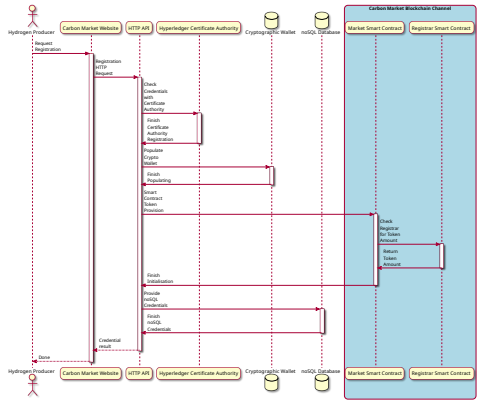 Carbon Market Blockchain Channel
Hydrogen Producer
Carbon Market Website
HTTP API
Hyperledger Certificate Authority
Cryptographic Wallet
noSQL Database
Market Smart Contract
Registrar Smart Contract
Request
Registration
Registration
HTTP
Request
Check
Credentials
with
Certificate
Authority
Finish
Certificate
Authority
Registration
Populate
Crypto
Wallet
Finish
Populating
Smart
Contract
Token
Provision
Check
Registrar
for Token
Amount
Return
Token
Amount
Finish
Initialisation
Provide
noSQL
Credentials
Finish
noSQL
Credentials
Credential
result
Done
Hydrogen Producer
Carbon Market Website
HTTP API
Hyperledger Certificate Authority
Cryptographic Wallet
noSQL Database
Market Smart Contract
Registrar Smart Contract